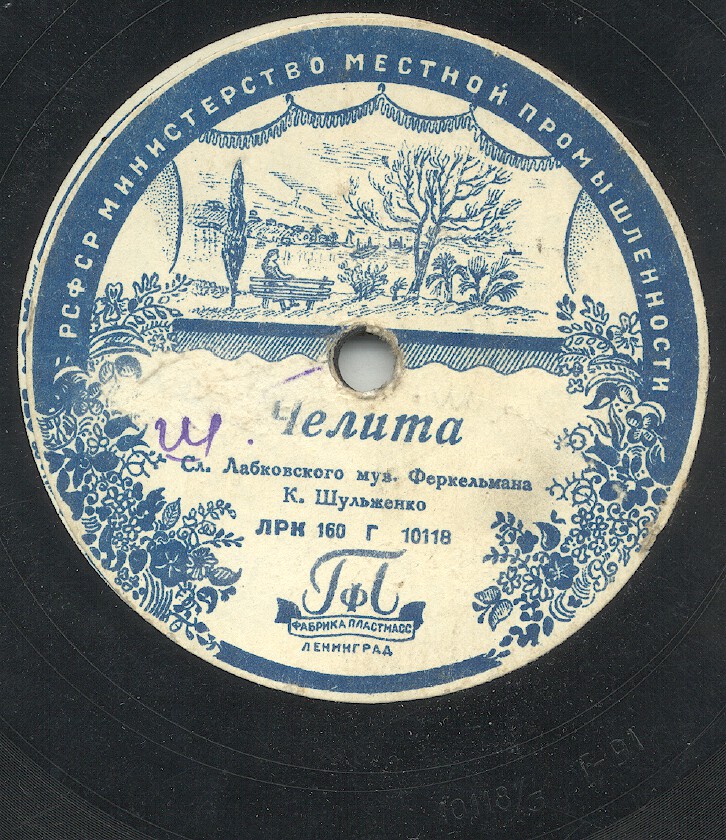 РСФСР МИНИСТЕРСТВО МЕСТНОЙ ПРОМЫШЛЕННОСТИ
Челита
Ш.
Сл. Лабковского муз. Феркельмана
К. Шульженко
ЛРК 160 Г 10118
ГФП
ФАБРИКА ПЛАСТМАСС
ЛЕНИНГРАД